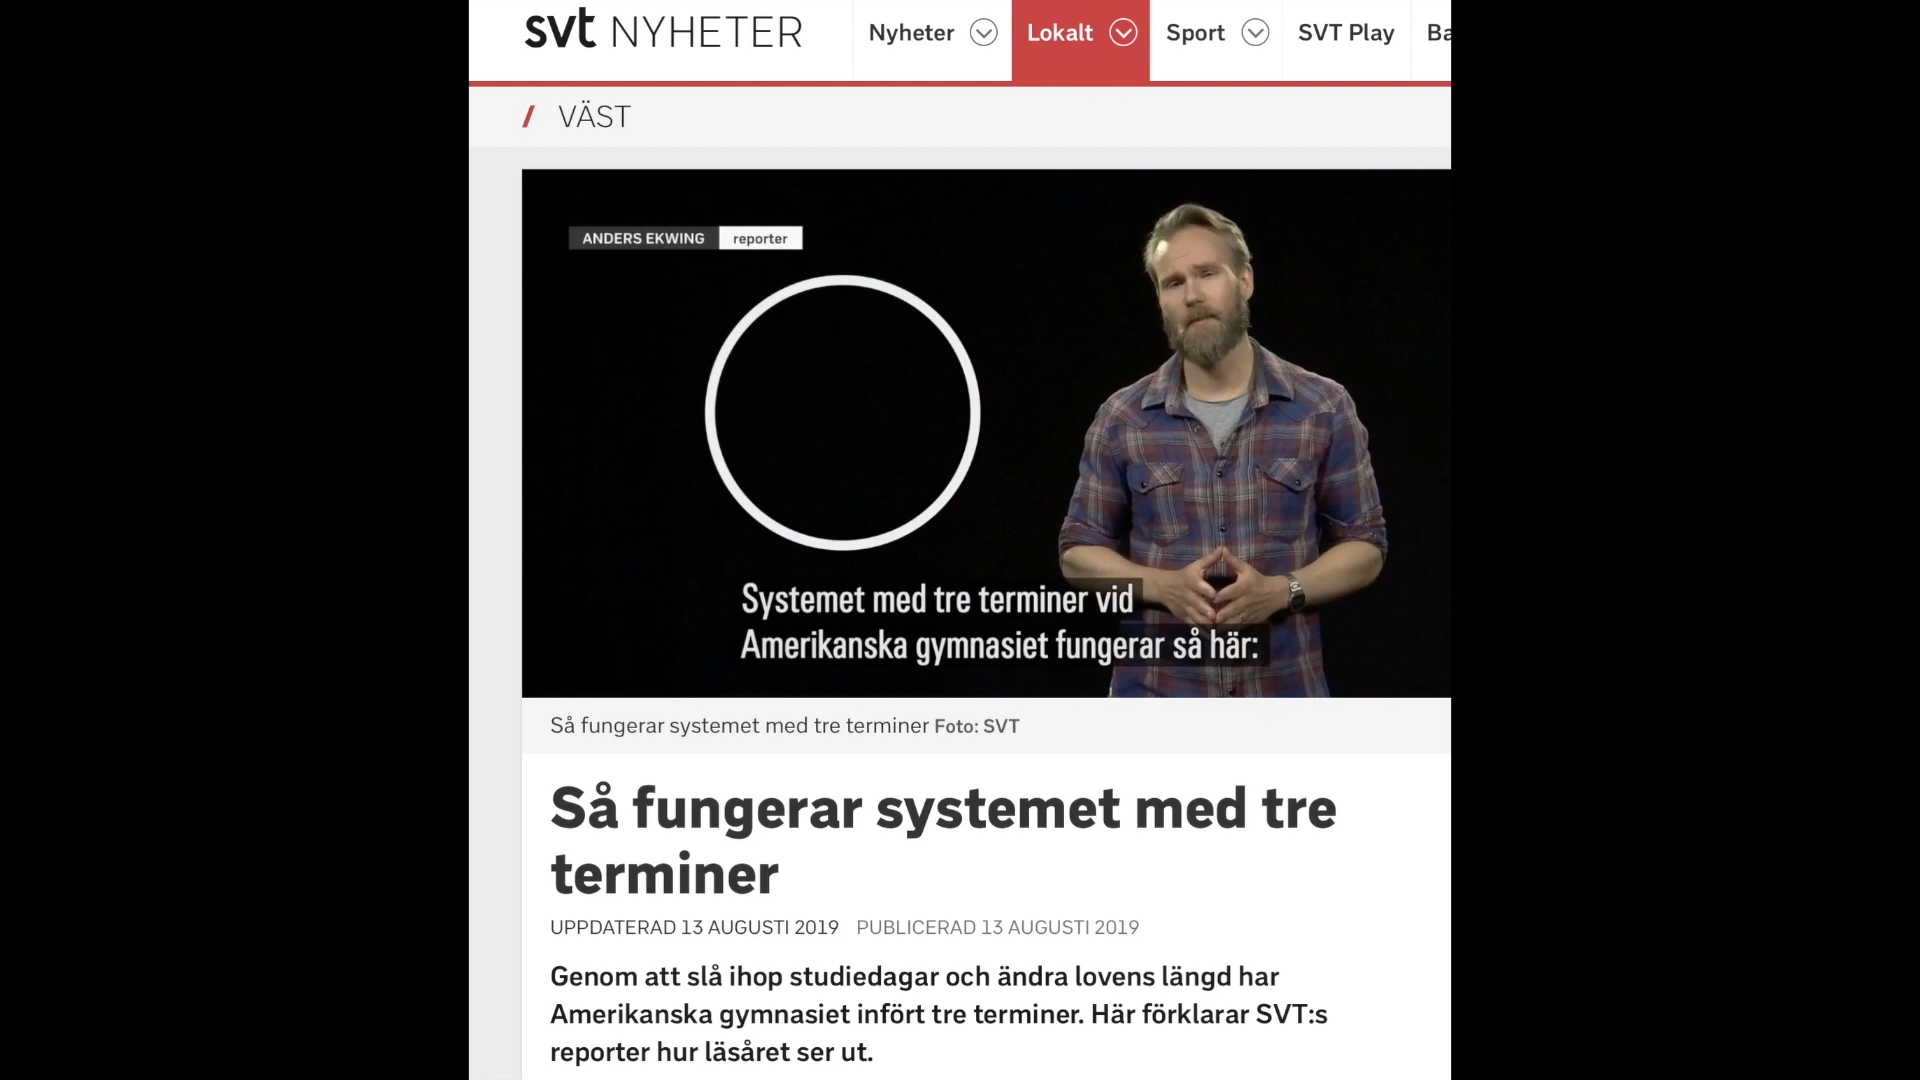 svt NYHETER
Nyheter
Lokalt
Sport
SVT Play
/ VÄST
ANDERS EKWING reporter
Systemet med tre terminer vid
Amerikanska gymnasiet fungerar så här:
Så fungerar systemet med tre terminer Foto: SVT
Så fungerar systemet med tre
terminer
UPPDATERAD 13 AUGUSTI 2019 PUBLICERAD 13 AUGUSTI 2019
Genom att slå ihop studiedagar och ändra lovens längd har
Amerikanska gymnasiet infört tre terminer. Här förklarar SVT:s
reporter hur läsåret ser ut.